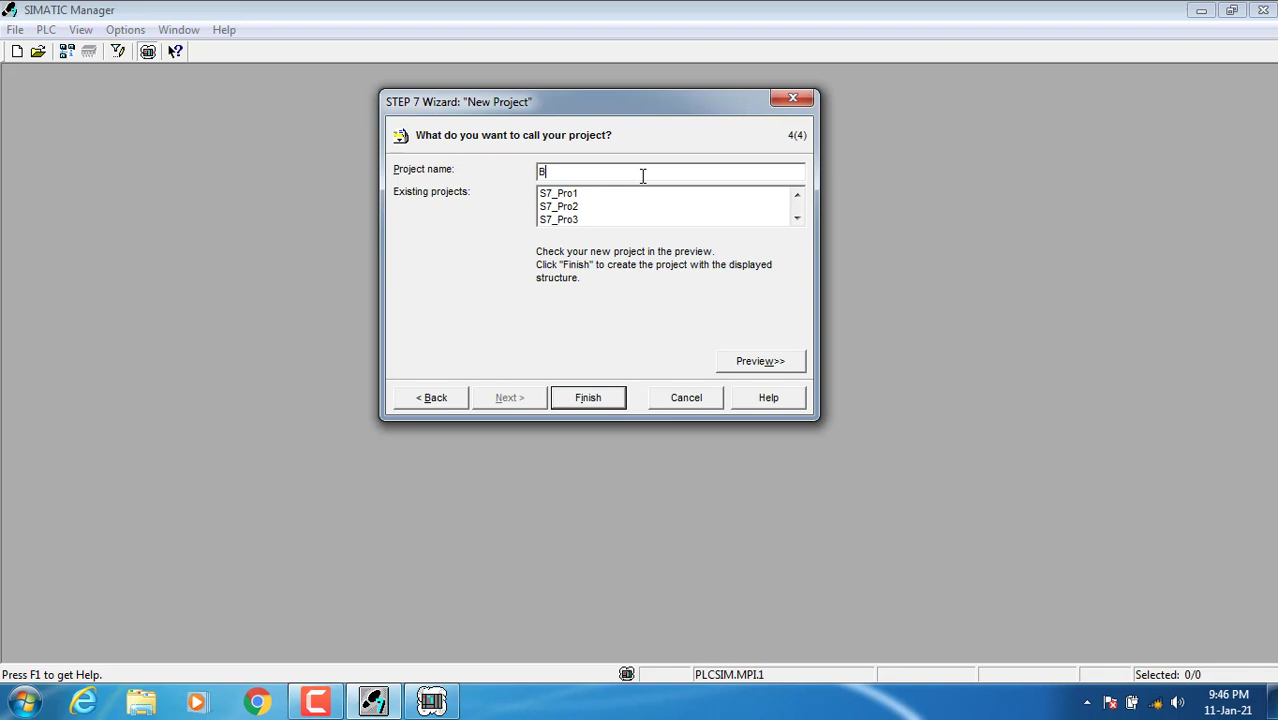 SIMATIC Manager
File PLC View Options Window Help
STEP 7 Wizard: "New Project"
What do you want to call your project? 4(4)
Project name: B
Existing projects: S7_Pro1
S7_Pro2
S7_Pro3
Check your new project in the preview.
Click "Finish" to create the project with the displayed
structure.
Preview>>
< Back Next > Finish Cancel Help
Press F1 to get Help. PLCSIM.MPI.1 Selected: 0/0
9:46 PM
11-Jan-21